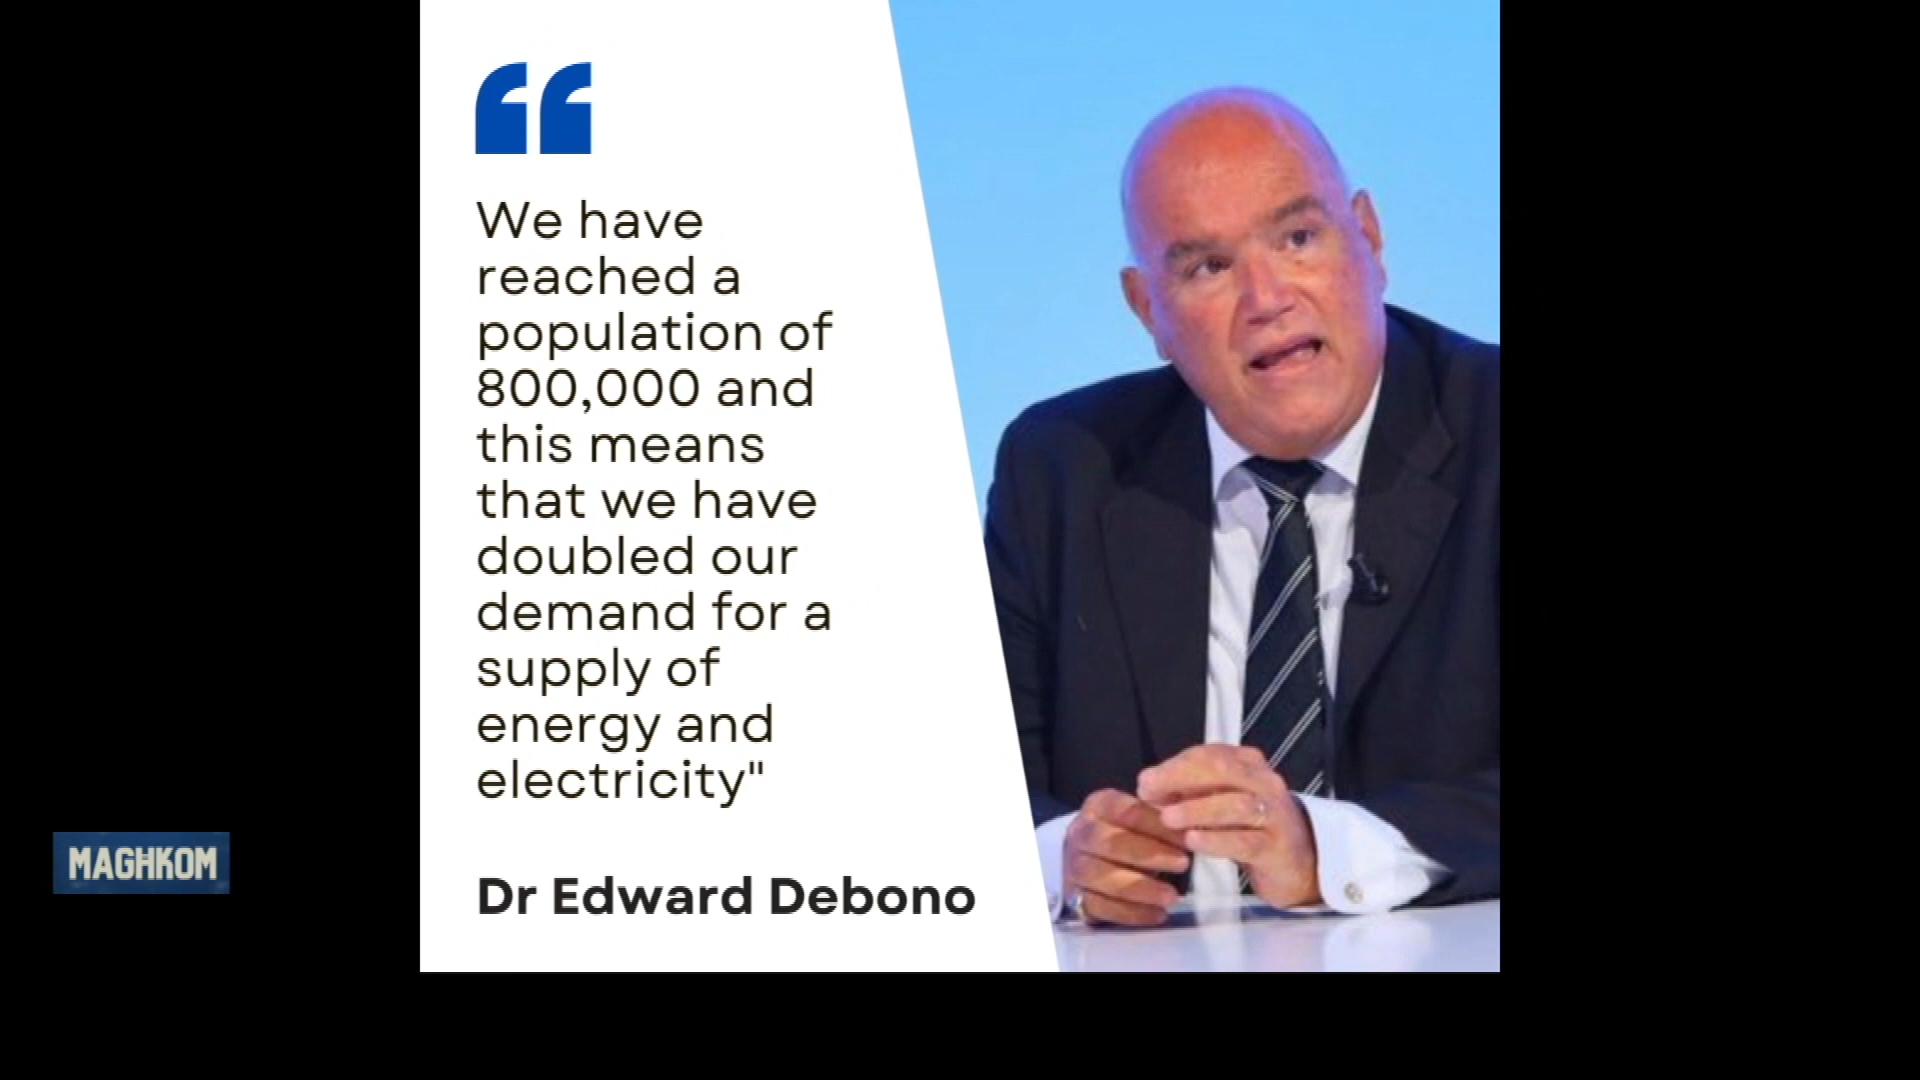 We have
reached a
population of
800,000 and
this means
that we have
doubled our
demand for a
supply of
energy and
electricity"
Dr Edward Debono
MAGHKOM